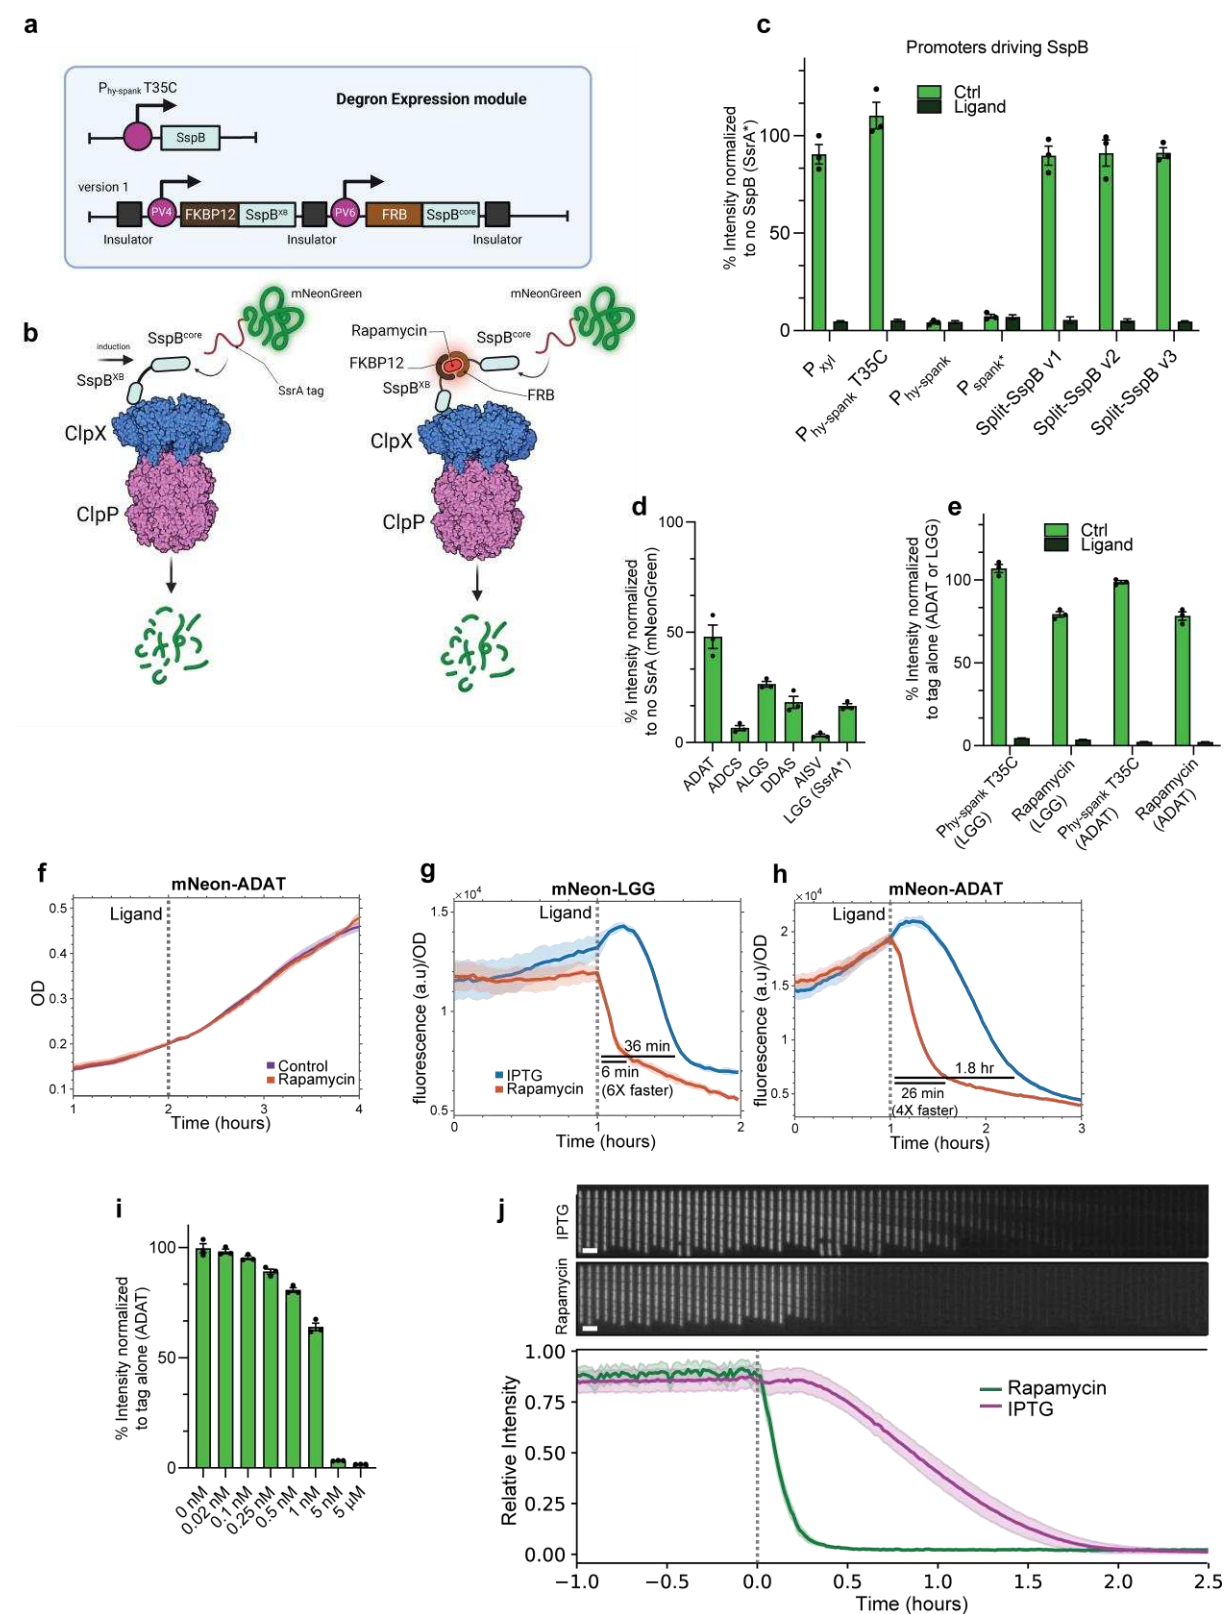 a
Degron Expression module
Phy-spank T35C
SspB
version 1
PV4
FKBP12
SspBXB
PV6
FRB
SspBcore
Insulator
Insulator
Insulator
b
induction
SspBXB
SspBcore
mNeonGreen
SsrA tag
ClpX
ClpP
Rapamycin
FKBP12
SspBXB
SspBcore
mNeonGreen
FRB
ClpX
ClpP
c
Promoters driving SspB
Ctrl
Ligand
% Intensity normalized
to no SspB (SsrA*)
100
50
0
Pxyl
Phy-spank T35C
Phy-spank
Pspank*
Split-SspB v1
Split-SspB v2
Split-SspB v3
d
% Intensity normalized
to no SsrA (mNeonGreen)
100
50
0
ADAT
ADCS
ALQS
DDAS
AISV
LGG (SsrA*)
e
Ctrl
Ligand
% Intensity normalized
to tag alone (ADAT or LGG)
100
50
0
Phy-spank T35C
(LGG)
Rapamycin
(LGG)
Phy-spank T35C
(ADAT)
Rapamycin
(ADAT)
f
mNeon-ADAT
Ligand
OD
0.5
0.4
0.3
0.2
0.1
Control
Rapamycin
1 2 3 4
Time (hours)
g
mNeon-LGG
×10⁴
Ligand
fluorescence (a.u)/OD
1.5
1
0.5
36 min
6 min
(6X faster)
IPTG
Rapamycin
0 1 2
Time (hours)
h
mNeon-ADAT
×10⁴
Ligand
fluorescence (a.u)/OD
2
1.5
1
0.5
1.8 hr
26 min
(4X faster)
0 1 2 3
Time (hours)
i
% Intensity normalized
to tag alone (ADAT)
100
50
0
0 nM
0.02 nM
0.1 nM
0.25 nM
0.5 nM
1 nM
5 nM
5 µM
j
IPTG
Rapamycin
Relative Intensity
1.00
0.75
0.50
0.25
0.00
Rapamycin
IPTG
−1.0 −0.5 0.0 0.5 1.0 1.5 2.0 2.5
Time (hours)